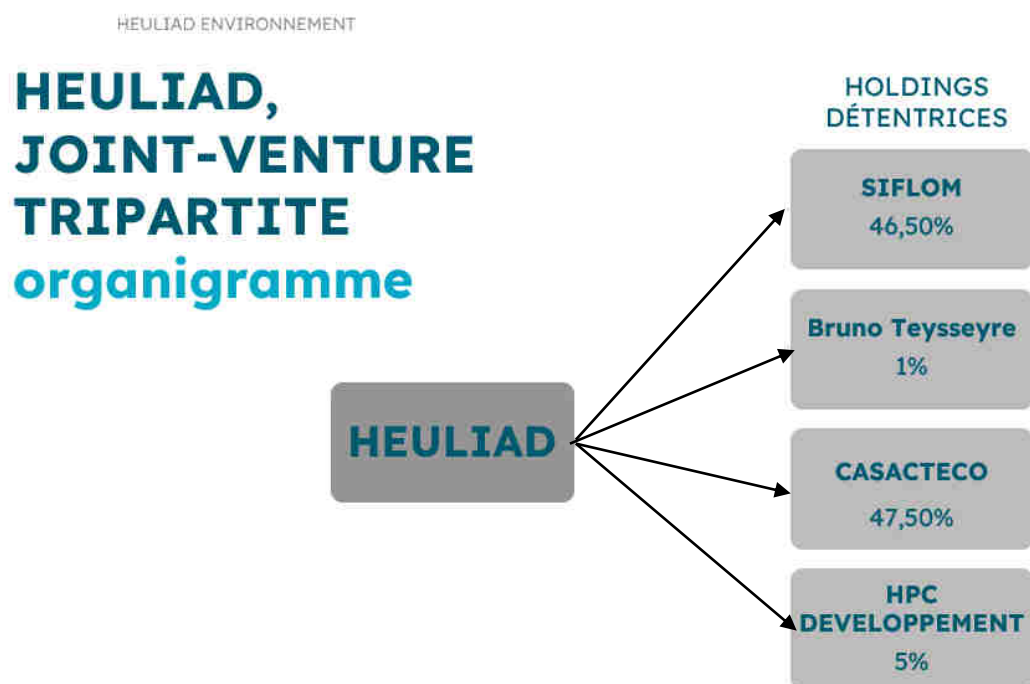 HEULIAD ENVIRONNEMENT
HEULIAD,
JOINT-VENTURE
TRIPARTITE
organigramme
HOLDINGS
DÉTENTRICES
SIFLOM
46,50%
Bruno Teysseyre
1%
HEULIAD
CASACTECO
47,50%
HPC
DEVELOPPEMENT
5%